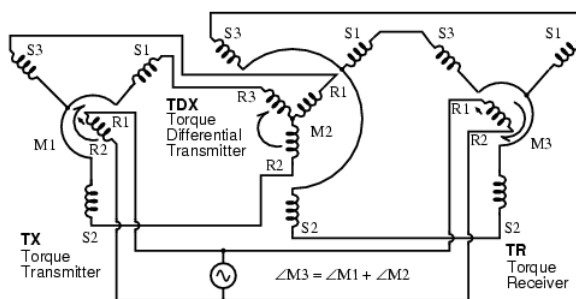 S3
S1
R1
R2
M1
S2
TX
Torque
Transmitter
TDX
Torque
Differential
Transmitter
S3
S1
R3
R1
M2
R2
S2
∠M3 = ∠M1 + ∠M2
S3
S1
R1
R2
M3
S2
TR
Torque
Receiver